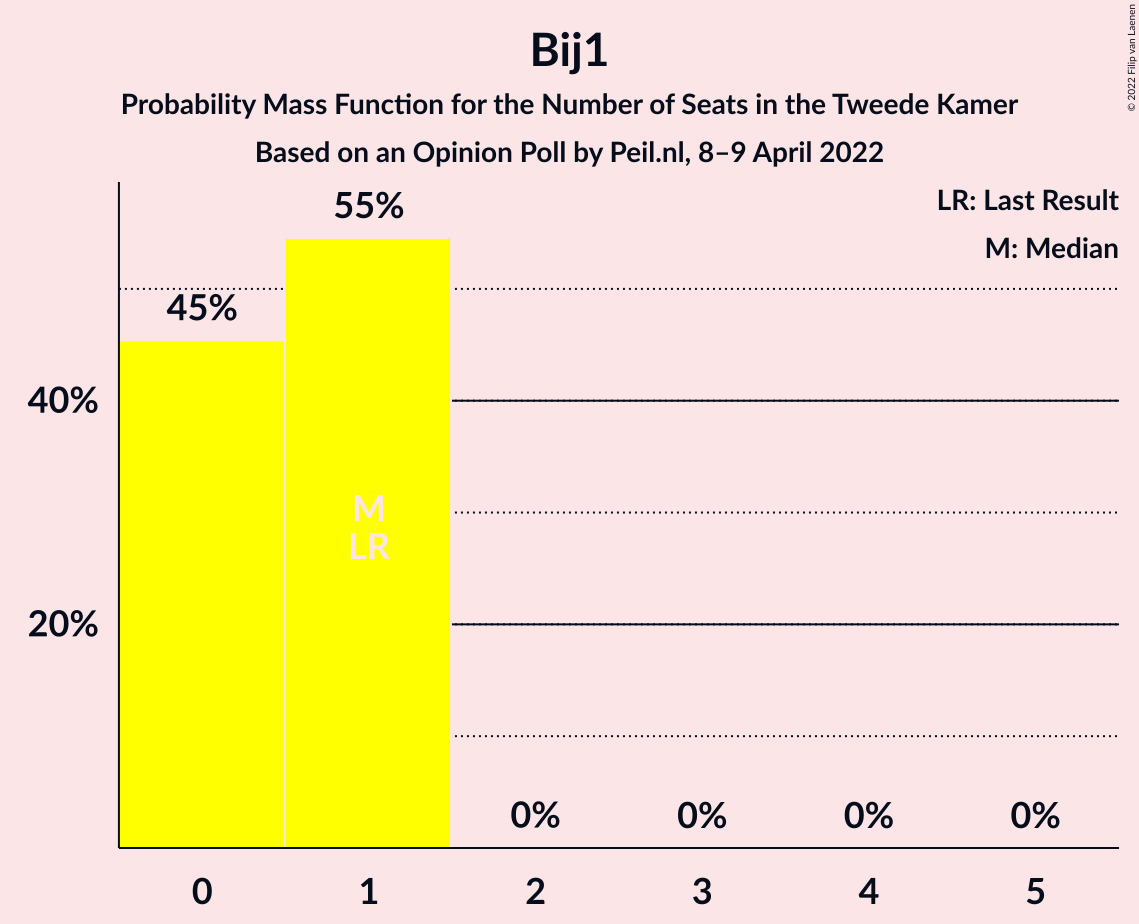 Bij1
Probability Mass Function for the Number of Seats in the Tweede Kamer
Based on an Opinion Poll by Peil.nl, 8–9 April 2022
© 2022 Filip van Laenen
LR: Last Result
M: Median
55%
45%
40%
20%
M
LR
0% 0% 0% 0%
0 1 2 3 4 5